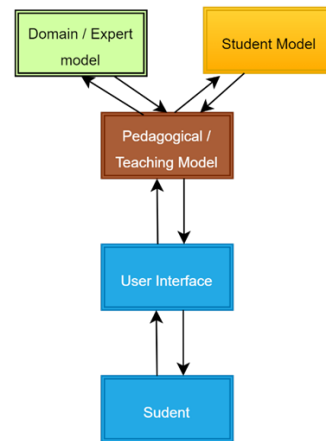 Domain / Expert
model
Student Model
Pedagogical /
Teaching Model
User Interface
Sudent